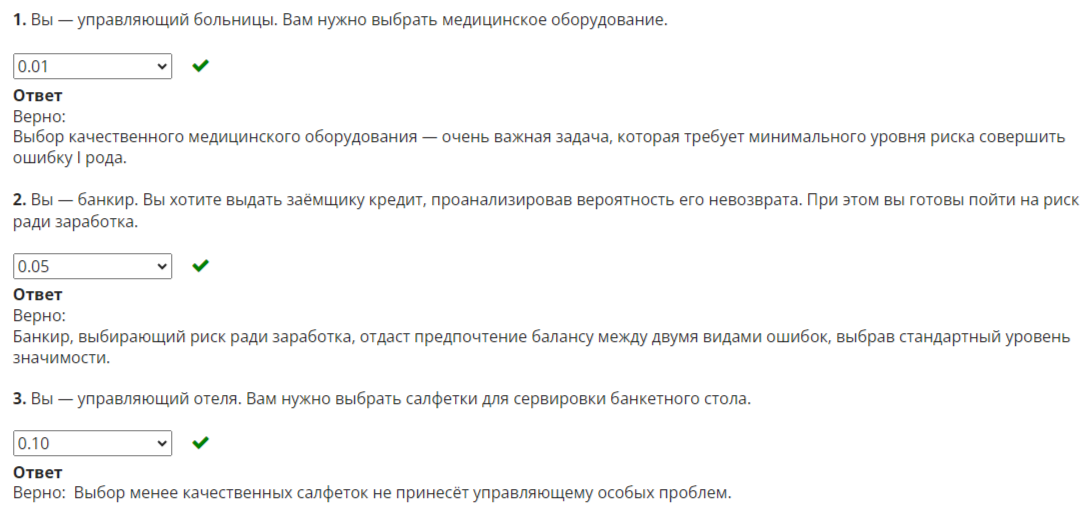 1. Вы — управляющий больницы. Вам нужно выбрать медицинское оборудование.
0.01
Ответ
Верно:
Выбор качественного медицинского оборудования — очень важная задача, которая требует минимального уровня риска совершить
ошибку I рода.
2. Вы — банкир. Вы хотите выдать заёмщику кредит, проанализировав вероятность его невозврата. При этом вы готовы пойти на риск
ради заработка.
0.05
Ответ
Верно:
Банкир, выбирающий риск ради заработка, отдаст предпочтение балансу между двумя видами ошибок, выбрав стандартный уровень
значимости.
3. Вы — управляющий отеля. Вам нужно выбрать салфетки для сервировки банкетного стола.
0.10
Ответ
Верно: Выбор менее качественных салфеток не принесёт управляющему особых проблем.